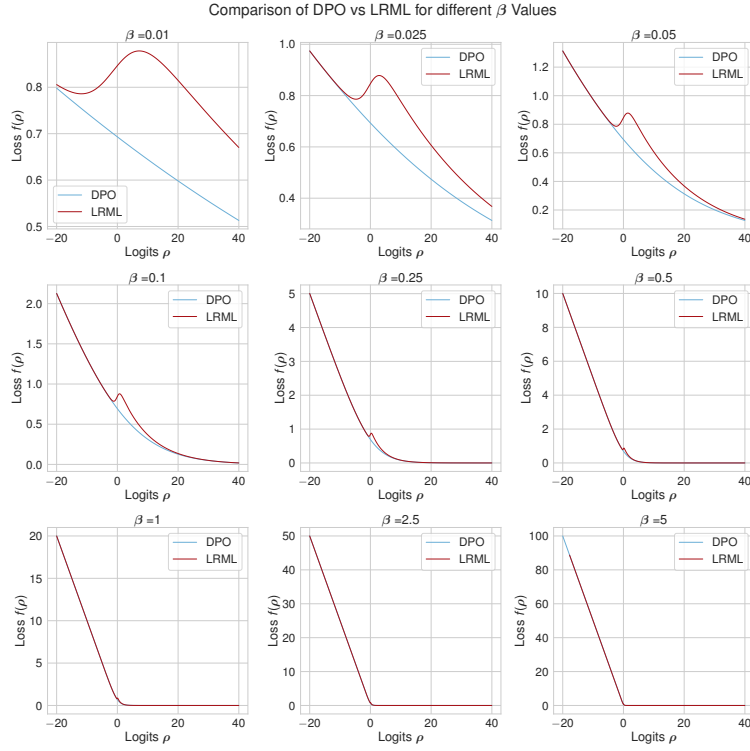 Comparison of DPO vs LRML for different β Values
β =0.01
Loss f(ρ)
0.8
0.7
0.6
0.5
DPO
LRML
−20 0 20 40
Logits ρ
β =0.025
Loss f(ρ)
1.0
0.8
0.6
0.4
DPO
LRML
−20 0 20 40
Logits ρ
β =0.05
Loss f(ρ)
1.2
1.0
0.8
0.6
0.4
0.2
DPO
LRML
−20 0 20 40
Logits ρ
β =0.1
Loss f(ρ)
2.0
1.5
1.0
0.5
0.0
DPO
LRML
−20 0 20 40
Logits ρ
β =0.25
Loss f(ρ)
5
4
3
2
1
0
DPO
LRML
−20 0 20 40
Logits ρ
β =0.5
Loss f(ρ)
10
8
6
4
2
0
DPO
LRML
−20 0 20 40
Logits ρ
β =1
Loss f(ρ)
20
15
10
5
0
DPO
LRML
−20 0 20 40
Logits ρ
β =2.5
Loss f(ρ)
50
40
30
20
10
0
DPO
LRML
−20 0 20 40
Logits ρ
β =5
Loss f(ρ)
100
80
60
40
20
0
DPO
LRML
−20 0 20 40
Logits ρ